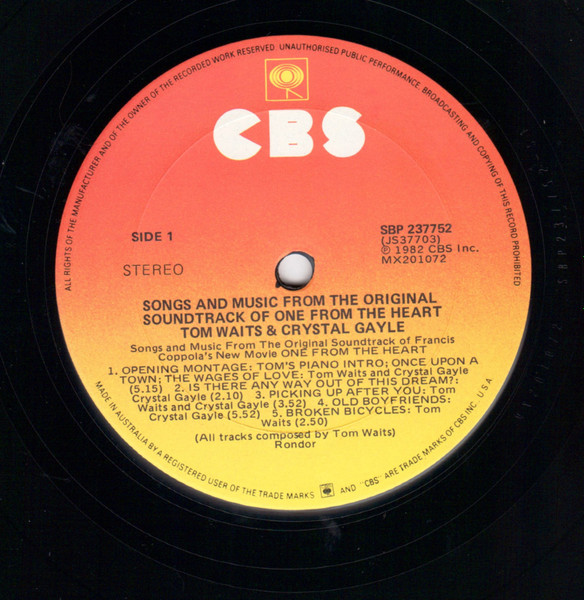 ALL RIGHTS OF THE MANUFACTURER AND OF THE OWNER OF THE RECORDED WORK RESERVED. UNAUTHORISED PUBLIC PERFORMANCE, BROADCASTING AND COPYING OF THIS RECORD PROHIBITED
CBS
SIDE 1
STEREO
SBP 237752
(JS37703)
℗ 1982 CBS Inc.
MX201072
SONGS AND MUSIC FROM THE ORIGINAL
SOUNDTRACK OF ONE FROM THE HEART
TOM WAITS & CRYSTAL GAYLE
Songs and Music From The Original Soundtrack of Francis
Coppola's New Movie ONE FROM THE HEART
1. OPENING MONTAGE: TOM'S PIANO INTRO; ONCE UPON A
TOWN; THE WAGES OF LOVE: Tom Waits and Crystal Gayle
(5.15) 2. IS THERE ANY WAY OUT OF THIS DREAM?:
Crystal Gayle (2.10) 3. PICKING UP AFTER YOU: Tom
Waits and Crystal Gayle (3.52) 4. OLD BOYFRIENDS:
Crystal Gayle (5.52) 5. BROKEN BICYCLES: Tom
Waits (2.50)
(All tracks composed by Tom Waits)
Rondor
MADE IN AUSTRALIA BY A REGISTERED USER OF THE TRADE MARKS AND "CBS" ARE TRADE MARKS OF CBS INC. U.S.A